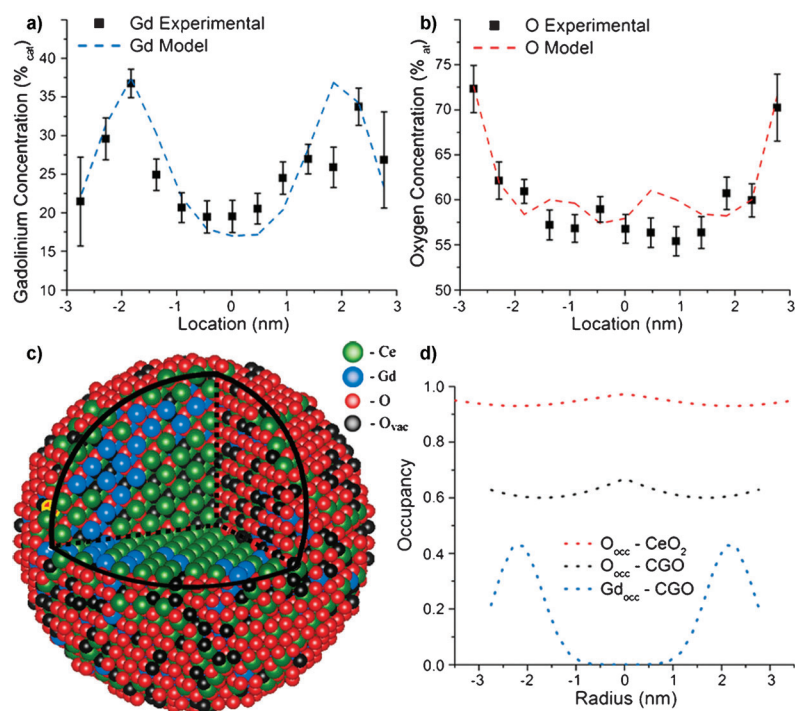 a)
Gd Experimental
Gd Model
Gadolinium Concentration (% cat)
40
35
30
25
20
15
10
-3 -2 -1 0 1 2 3
Location (nm)
b)
O Experimental
O Model
Oxygen Concentration (% at)
75
70
65
60
55
50
-3 -2 -1 0 1 2 3
Location (nm)
c)
- Ce
- Gd
- O
- Ovac
d)
Occupancy
1.0
0.8
0.6
0.4
0.2
0.0
Oocc - CeO2
Oocc - CGO
Gdocc - CGO
-3 -2 -1 0 1 2 3
Radius (nm)